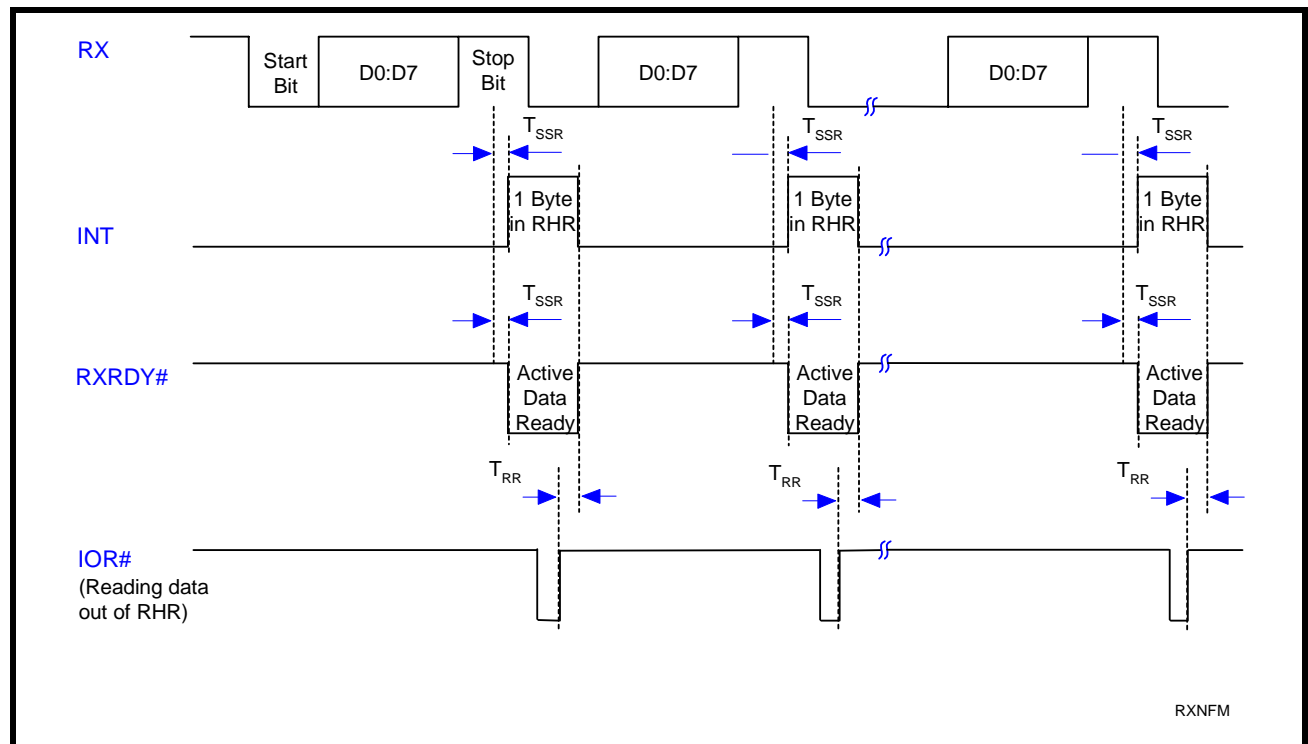 RX
Start
Bit
D0:D7
Stop
Bit
D0:D7
D0:D7
TSSR
TSSR
TSSR
INT
1 Byte
in RHR
1 Byte
in RHR
1 Byte
in RHR
TSSR
TSSR
TSSR
RXRDY#
Active
Data
Ready
Active
Data
Ready
Active
Data
Ready
TRR
TRR
TRR
IOR#
(Reading data
out of RHR)
RXNFM